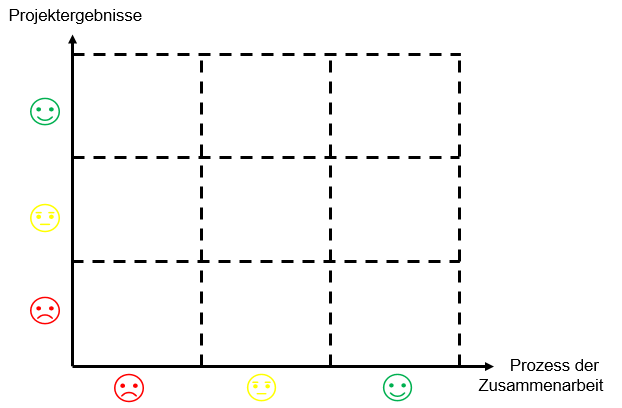 Projektergebnisse
Prozess der
Zusammenarbeit